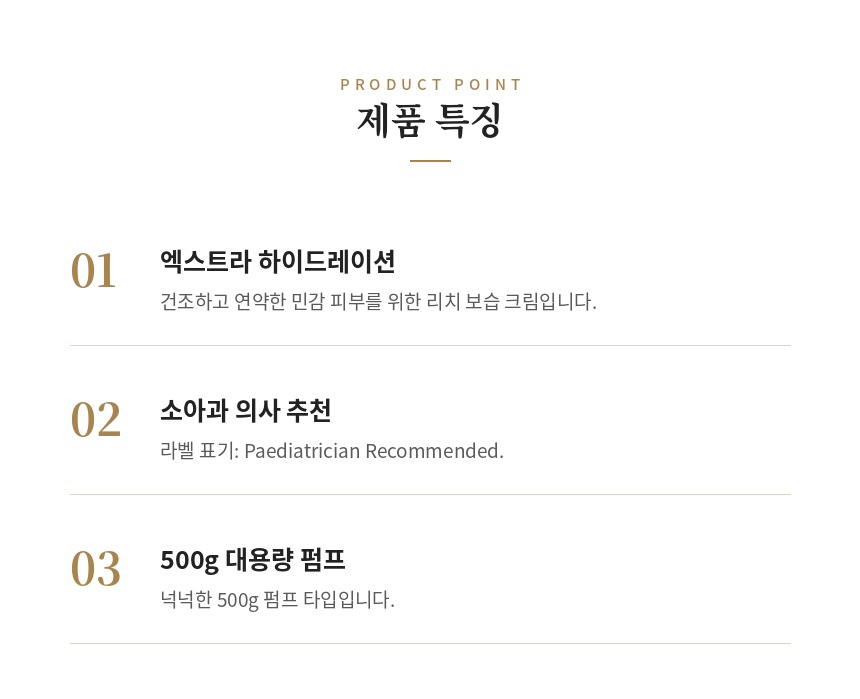 PRODUCT POINT
제품 특징
01
엑스트라 하이드레이션
건조하고 연약한 민감 피부를 위한 리치 보습 크림입니다.
02
소아과 의사 추천
라벨 표기: Paediatrician Recommended.
03
500g 대용량 펌프
넉넉한 500g 펌프 타입입니다.